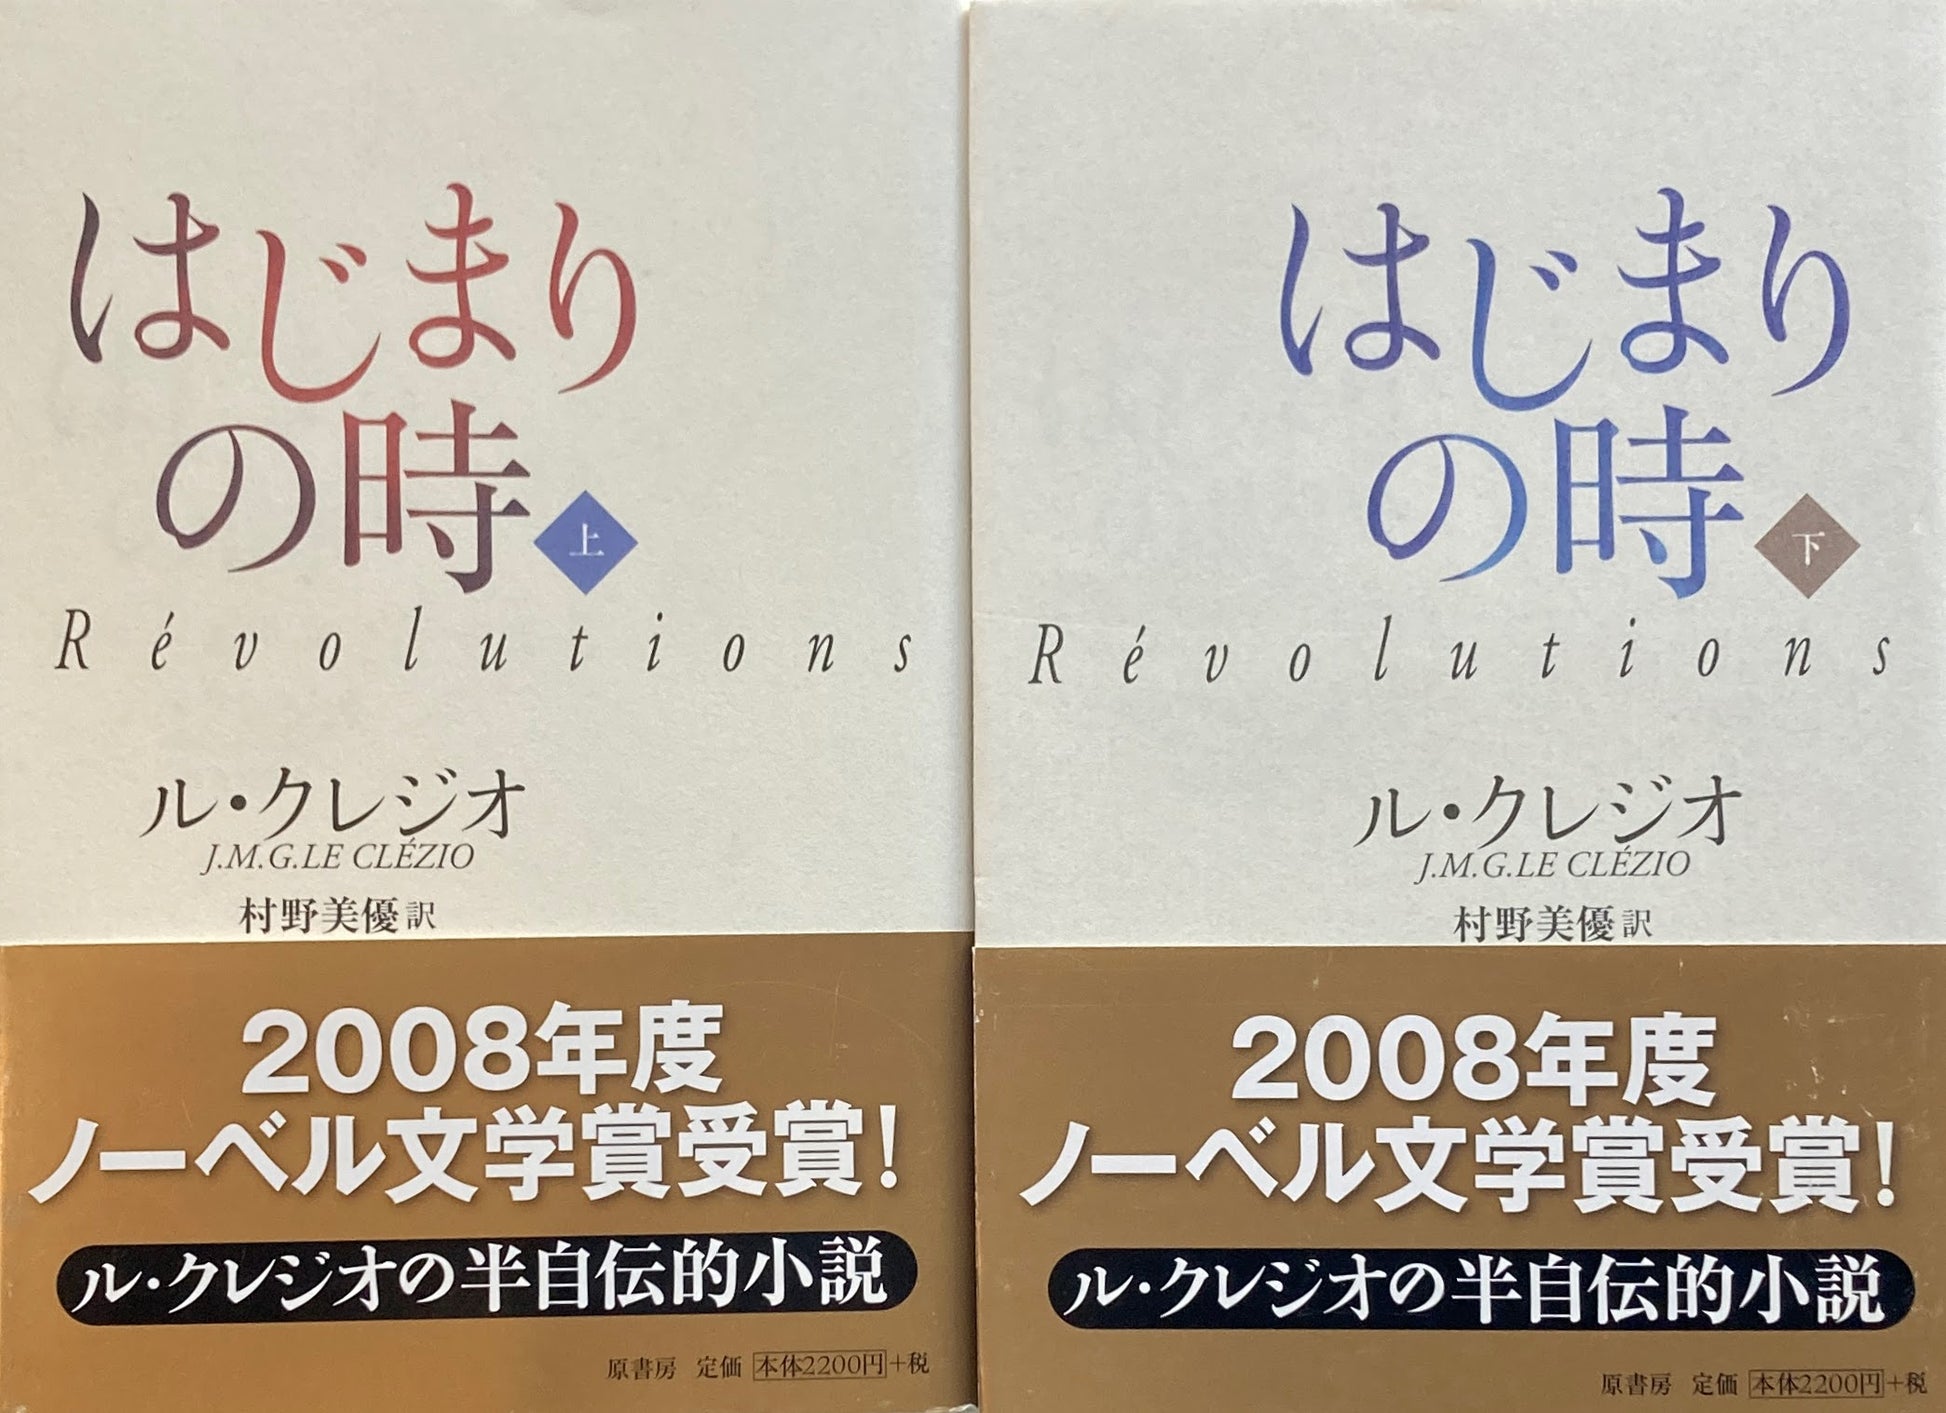 はじまり
の時
上
Révolutions
ル・クレジオ
J.M.G.LE CLÉZIO
村野美優訳
2008年度
ノーベル文学賞受賞!
ル・クレジオの半自伝的小説
原書房 定価 本体2200円+税
はじまり
の時
下
Révolutions
ル・クレジオ
J.M.G.LE CLÉZIO
村野美優訳
2008年度
ノーベル文学賞受賞!
ル・クレジオの半自伝的小説
原書房 定価 本体2200円+税